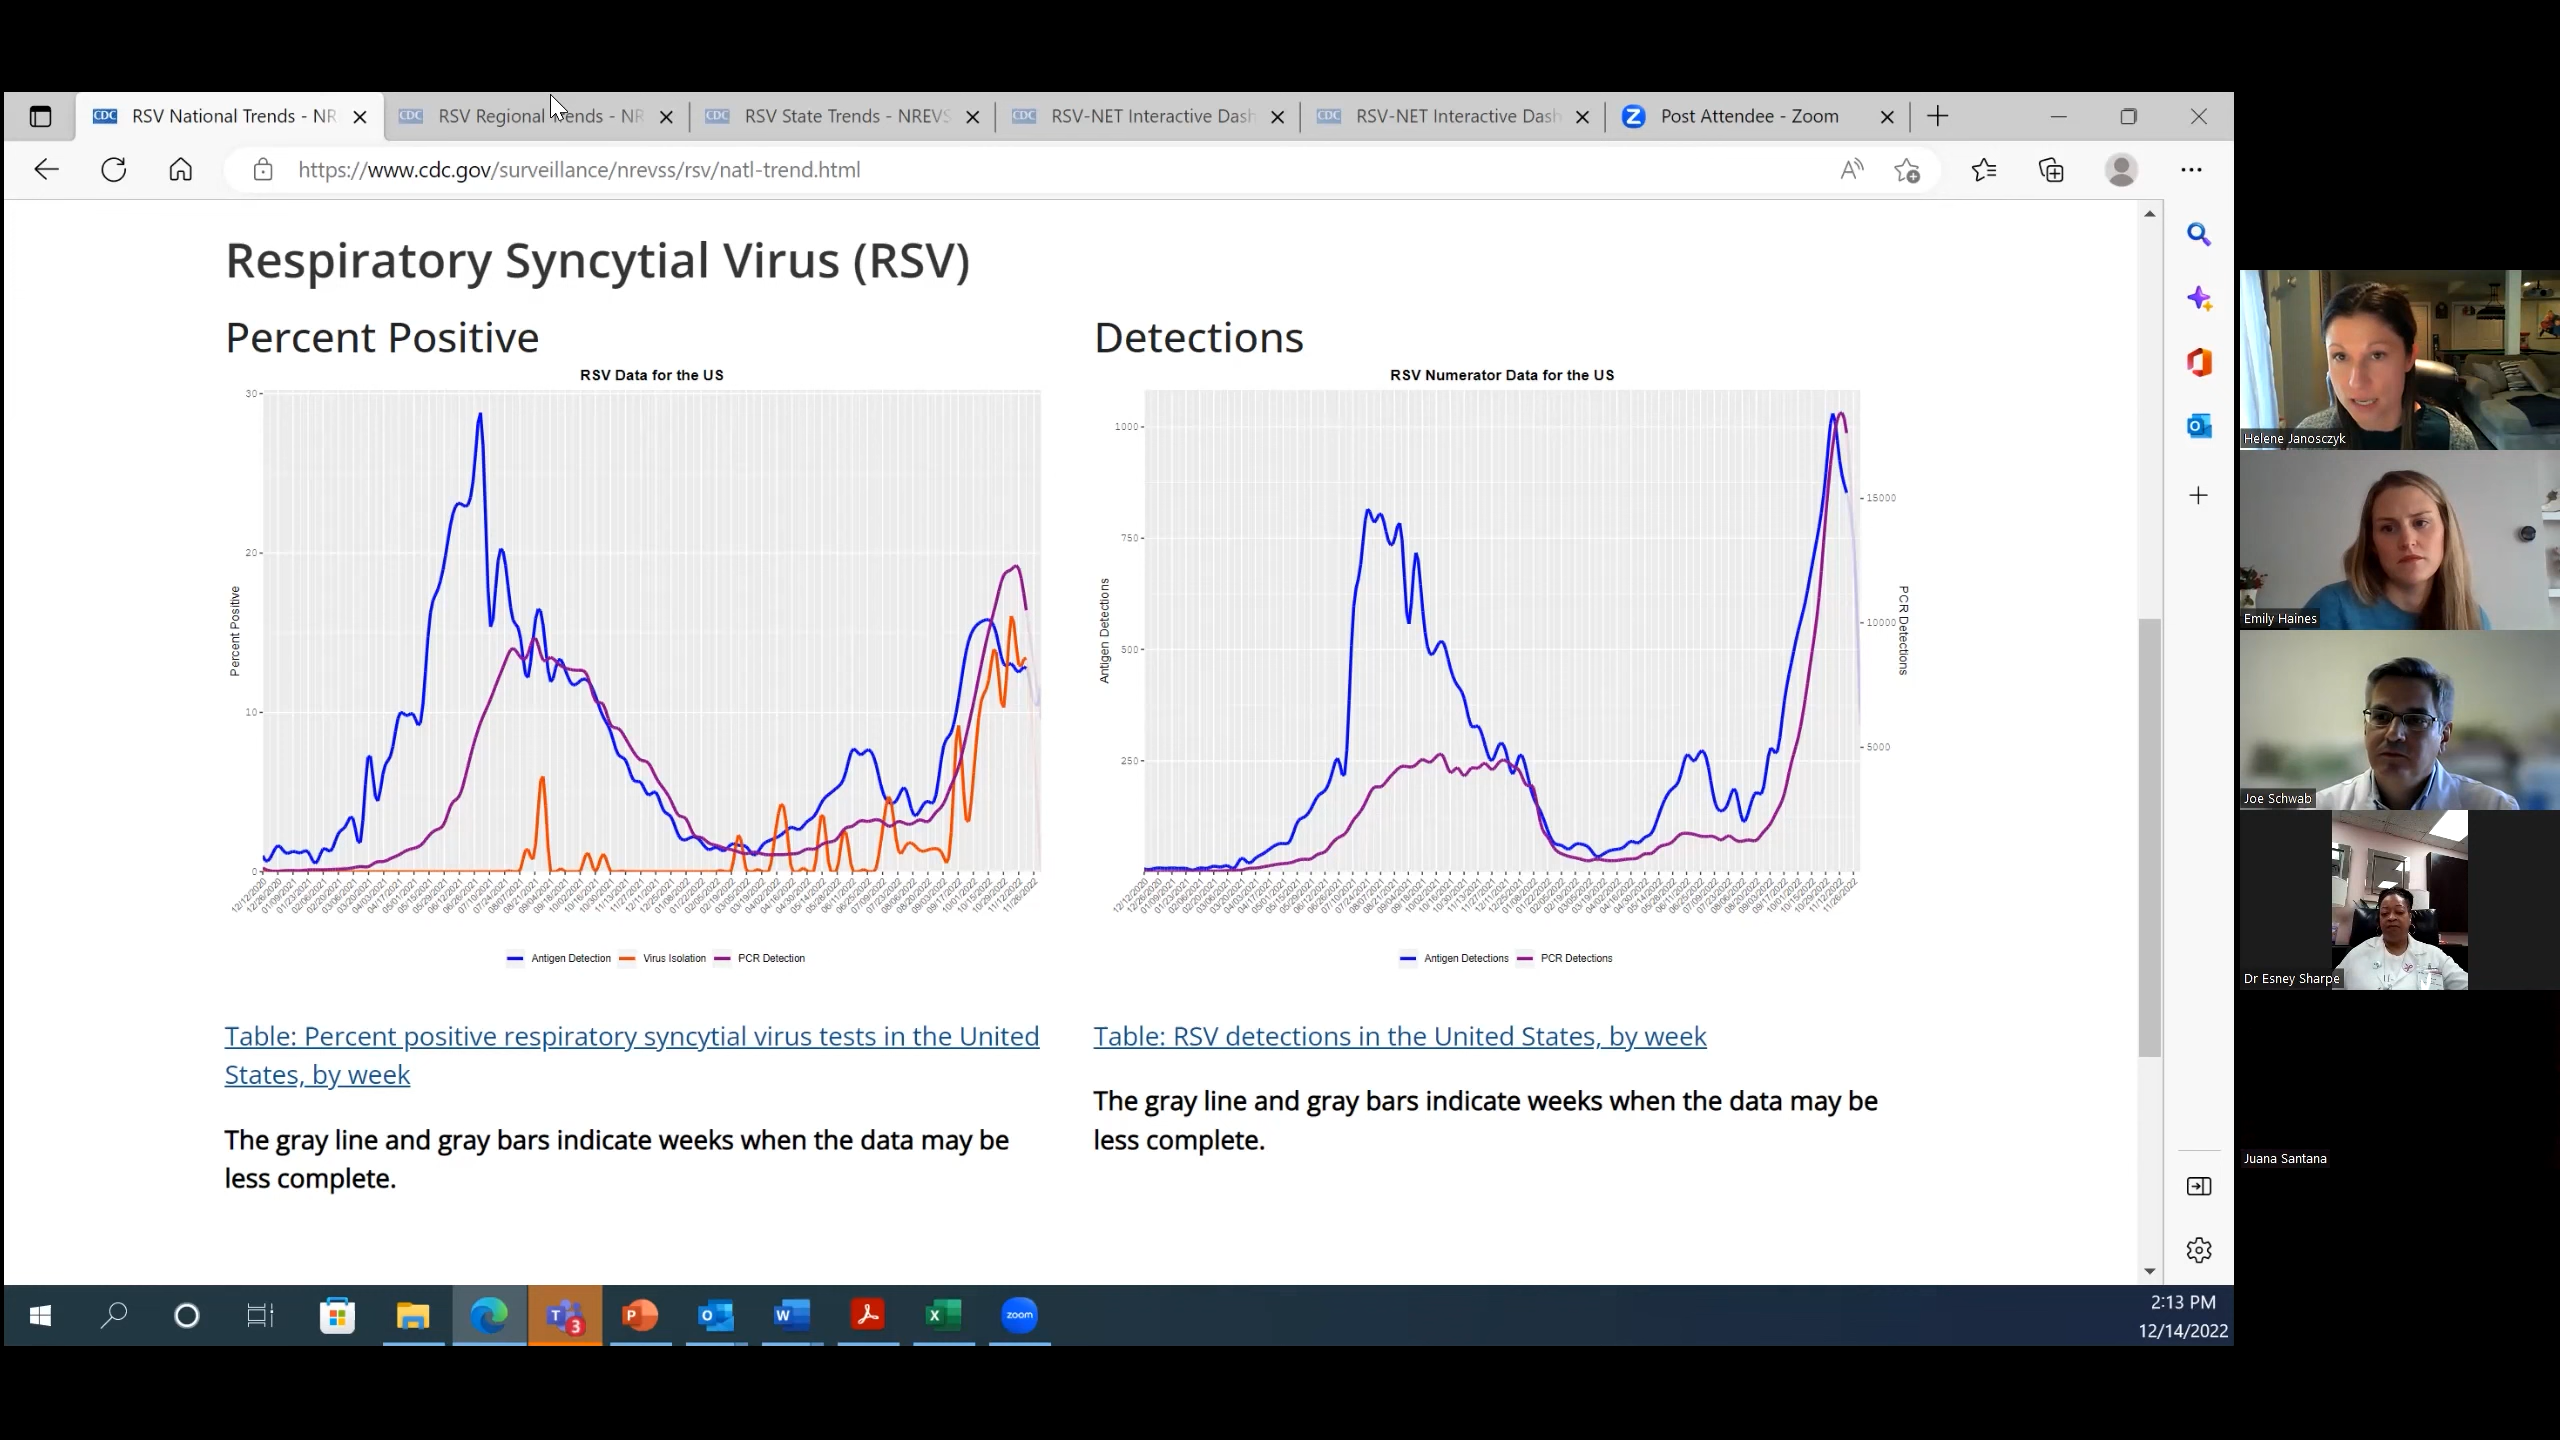 RSV National Trends - NR
RSV Regional Trends - NR
RSV State Trends - NREVS
RSV-NET Interactive Dash
RSV-NET Interactive Dash
Post Attendee - Zoom
https://www.cdc.gov/surveillance/nrevss/rsv/natl-trend.html
Respiratory Syncytial Virus (RSV)
Percent Positive
RSV Data for the US
30
20
10
0
Percent Positive
Antigen Detection
Virus Isolation
PCR Detection
Detections
RSV Numerator Data for the US
1000
750
500
250
Antigen Detections
15000
10000
5000
PCR Detections
Antigen Detections
PCR Detections
Table: Percent positive respiratory syncytial virus tests in the United
States, by week
The gray line and gray bars indicate weeks when the data may be
less complete.
Table: RSV detections in the United States, by week
The gray line and gray bars indicate weeks when the data may be
less complete.
Helene Janosczyk
Emily Haines
Joe Schwab
Dr Esney Sharpe
Juana Santana
zoom
3
2:13 PM
12/14/2022